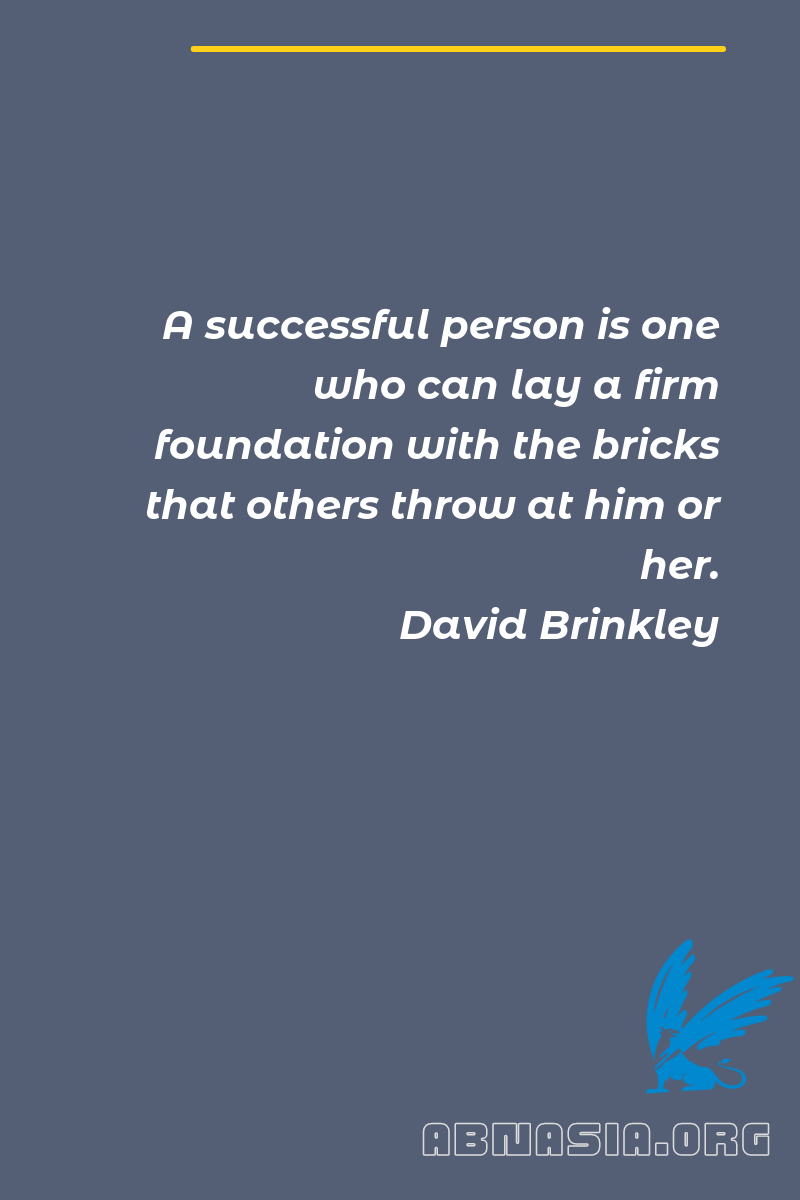 A successful person is one
who can lay a firm
foundation with the bricks
that others throw at him or
her.
David Brinkley
ABNASIA.ORG